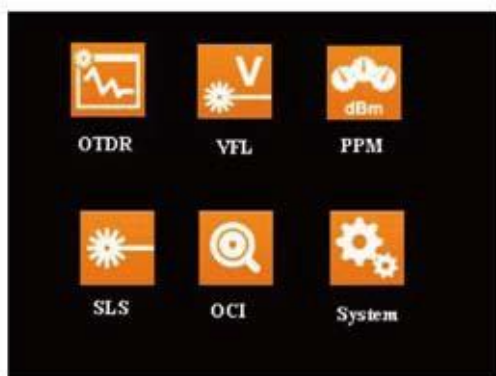 V
dBm
OTDR
VFL
PPM
SLS
OCI
System